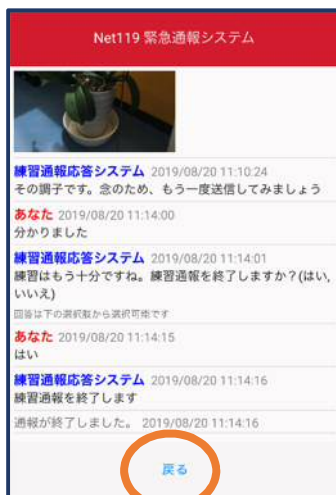 Net119 緊急通報システム
練習通報応答システム 2019/08/20 11:10:24
その調子です。念のため、もう一度送信してみましょう
あなた 2019/08/20 11:14:00
分かりました
練習通報応答システム 2019/08/20 11:14:01
練習はもう十分ですね。練習通報を終了しますか?(はい,
いいえ)
回答は下の選択肢から選択可能です
あなた 2019/08/20 11:14:15
はい
練習通報応答システム 2019/08/20 11:14:16
練習通報を終了します
通報が終了しました。 2019/08/20 11:14:16
戻る